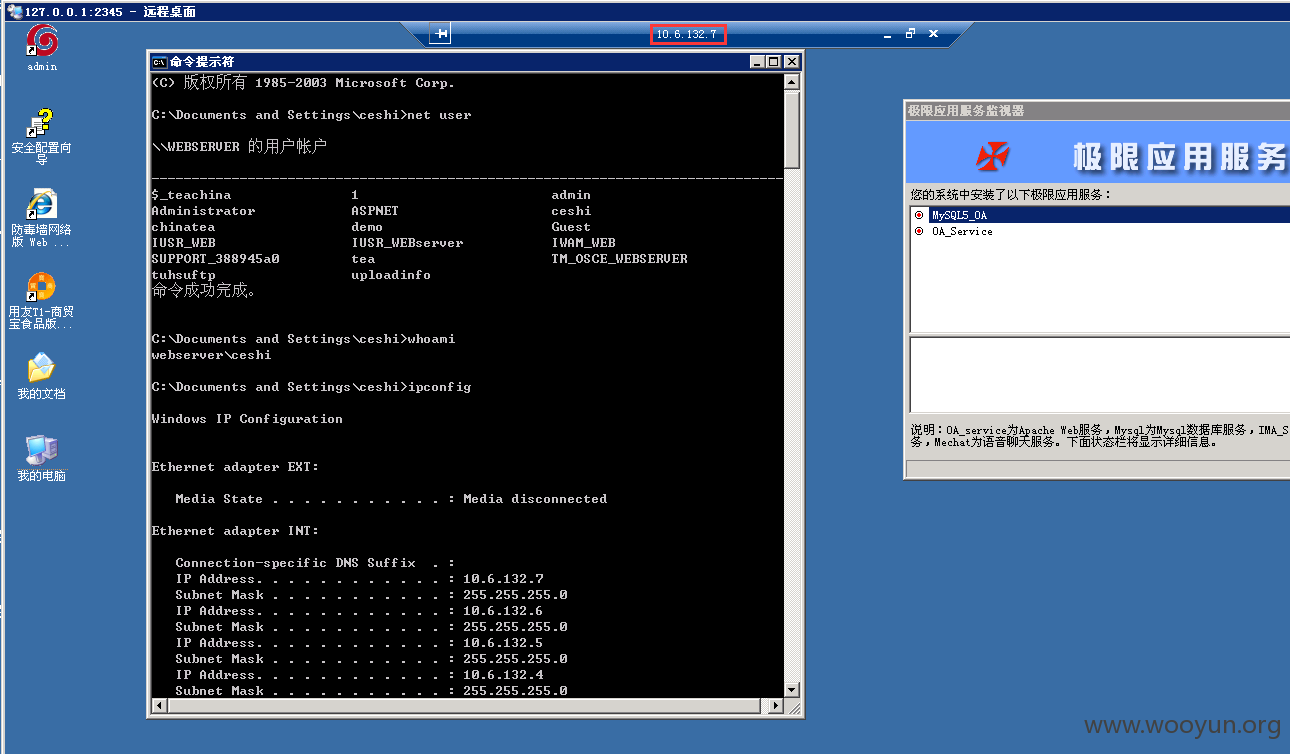 127.0.0.1:2345 - 远程桌面
10.6.132.7
admin
安全配置向
导
防毒墙网络
版 Web ...
用友T1-商贸
宝食品版...
我的文档
我的电脑
命令提示符
(C) 版权所有 1985-2003 Microsoft Corp.
C:\Documents and Settings\ceshi>net user
\\WEBSERVER 的用户帐户
-------------------------------------------------------------------------------
$_teachina 1 admin
Administrator ASPNET ceshi
chinatea demo Guest
IUSR_WEB IUSR_WEBserver IWAM_WEB
SUPPORT_388945a0 tea TM_OSCE_WEBSERVER
tuhsuftp uploadinfo
命令成功完成。
C:\Documents and Settings\ceshi>whoami
webserver\ceshi
C:\Documents and Settings\ceshi>ipconfig
Windows IP Configuration
Ethernet adapter EXT:
Media State . . . . . . . . . . . : Media disconnected
Ethernet adapter INT:
Connection-specific DNS Suffix . :
IP Address. . . . . . . . . . . . : 10.6.132.7
Subnet Mask . . . . . . . . . . . : 255.255.255.0
IP Address. . . . . . . . . . . . : 10.6.132.6
Subnet Mask . . . . . . . . . . . : 255.255.255.0
IP Address. . . . . . . . . . . . : 10.6.132.5
Subnet Mask . . . . . . . . . . . : 255.255.255.0
IP Address. . . . . . . . . . . . : 10.6.132.4
Subnet Mask . . . . . . . . . . . : 255.255.255.0
极限应用服务监视器
极限应用服务
您的系统中安装了以下极限应用服务：
MySQL5_OA
OA_Service
说明：OA_service为Apache Web服务，Mysql为Mysql数据库服务，IMA_S
务，Mechat为语音聊天服务。下面状态栏将显示详细信息。
www.wooyun.org